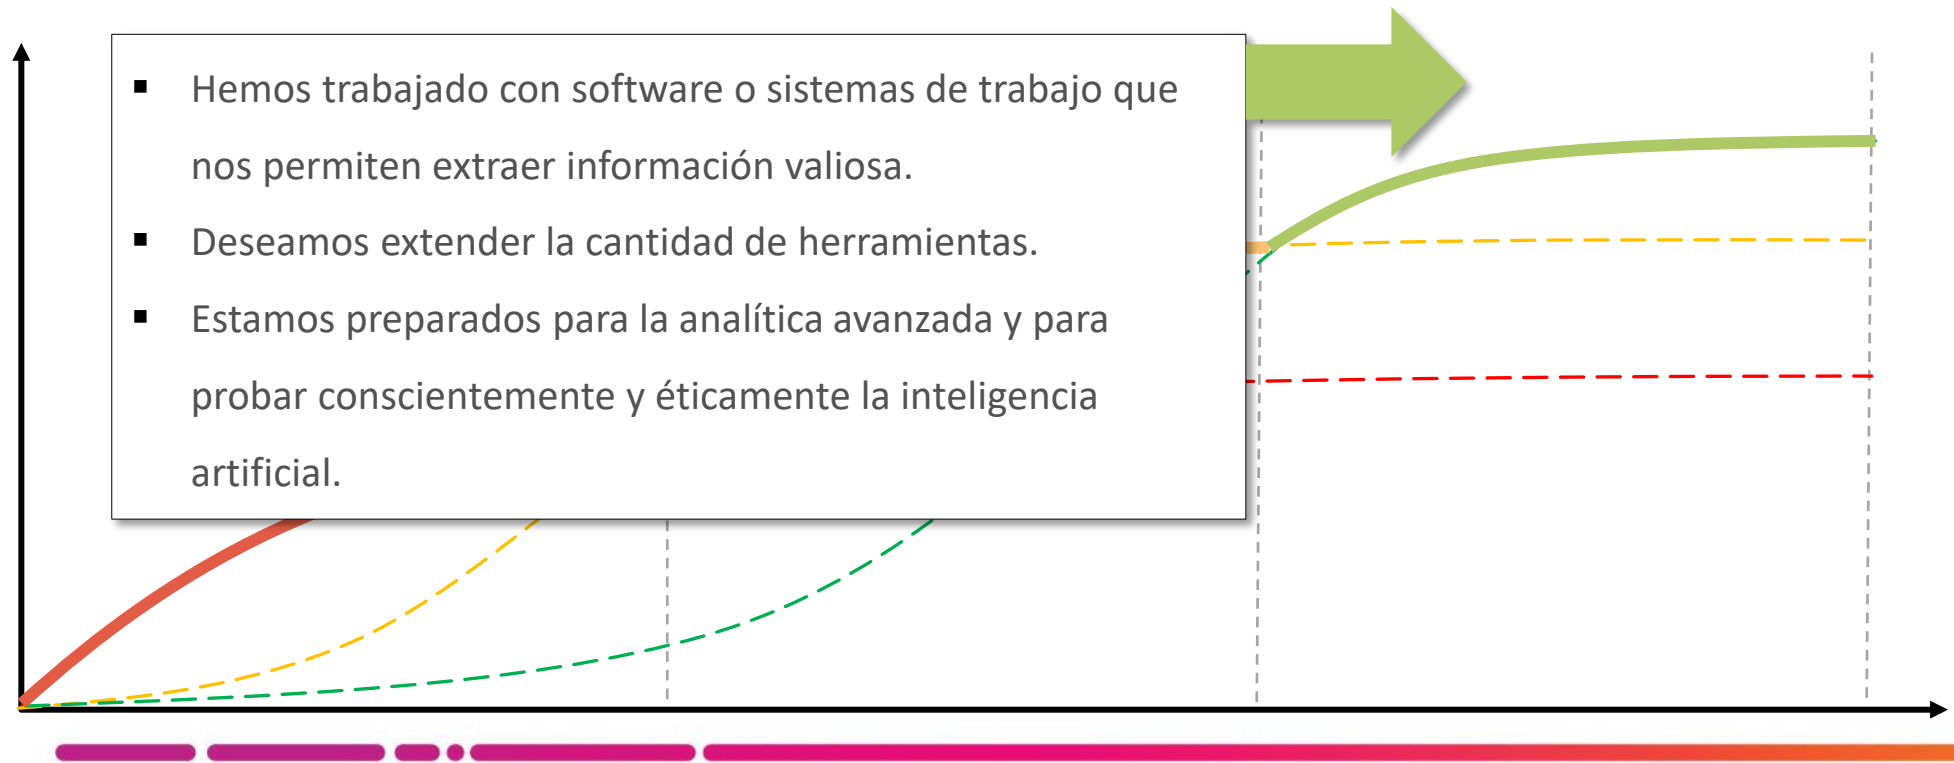 ▪ Hemos trabajado con software o sistemas de trabajo que
nos permiten extraer información valiosa.
▪ Deseamos extender la cantidad de herramientas.
▪ Estamos preparados para la analítica avanzada y para
probar conscientemente y éticamente la inteligencia
artificial.